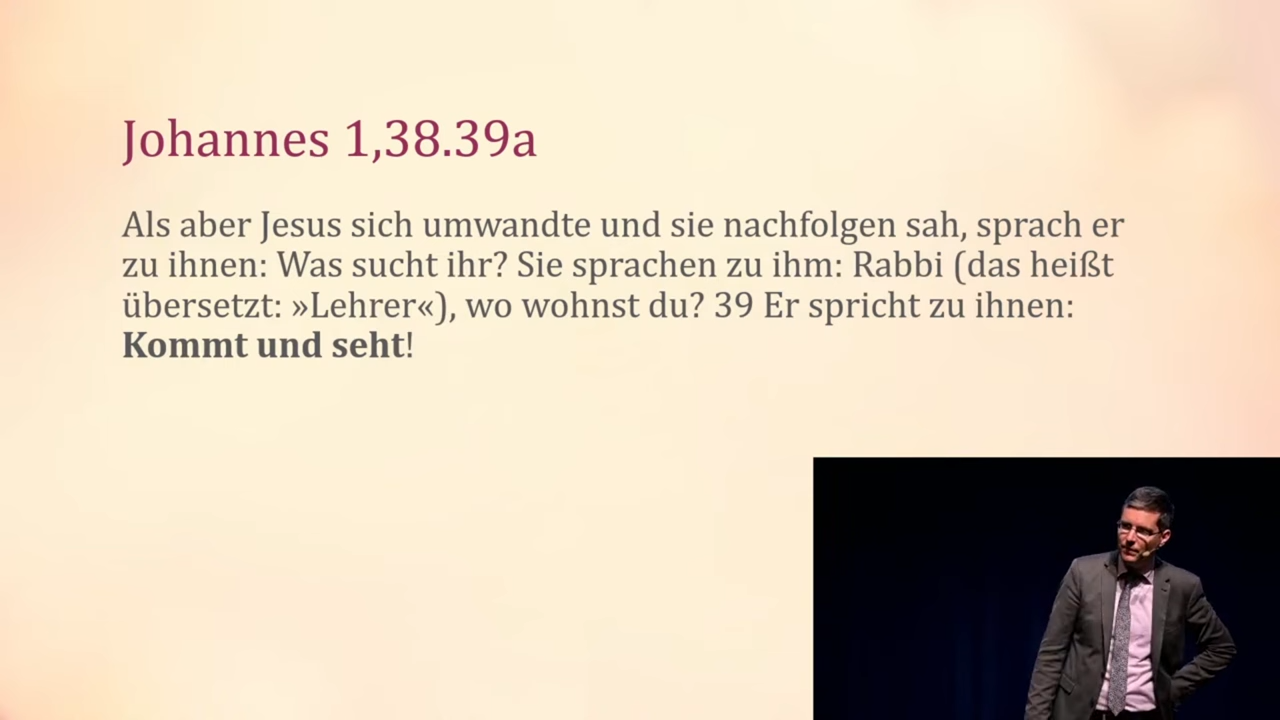 Johannes 1,38.39a
Als aber Jesus sich umwandte und sie nachfolgen sah, sprach er
zu ihnen: Was sucht ihr? Sie sprachen zu ihm: Rabbi (das heißt
übersetzt: »Lehrer«), wo wohnst du? 39 Er spricht zu ihnen:
Kommt und seht!